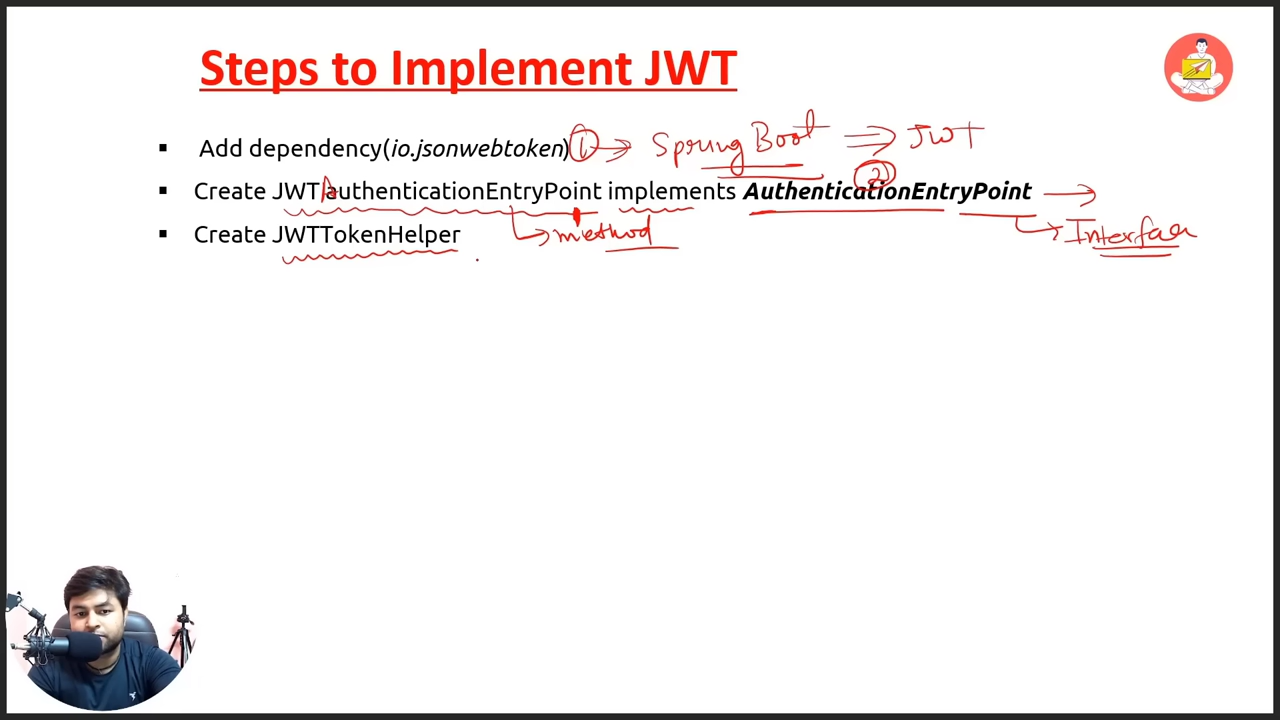 Steps to Implement JWT
▪ Add dependency(io.jsonwebtoken) ① → Spring Boot ⇒ JWT
②
▪ Create JWTAuthenticationEntryPoint implements AuthenticationEntryPoint →
▪ Create JWTTokenHelper → method → Interface